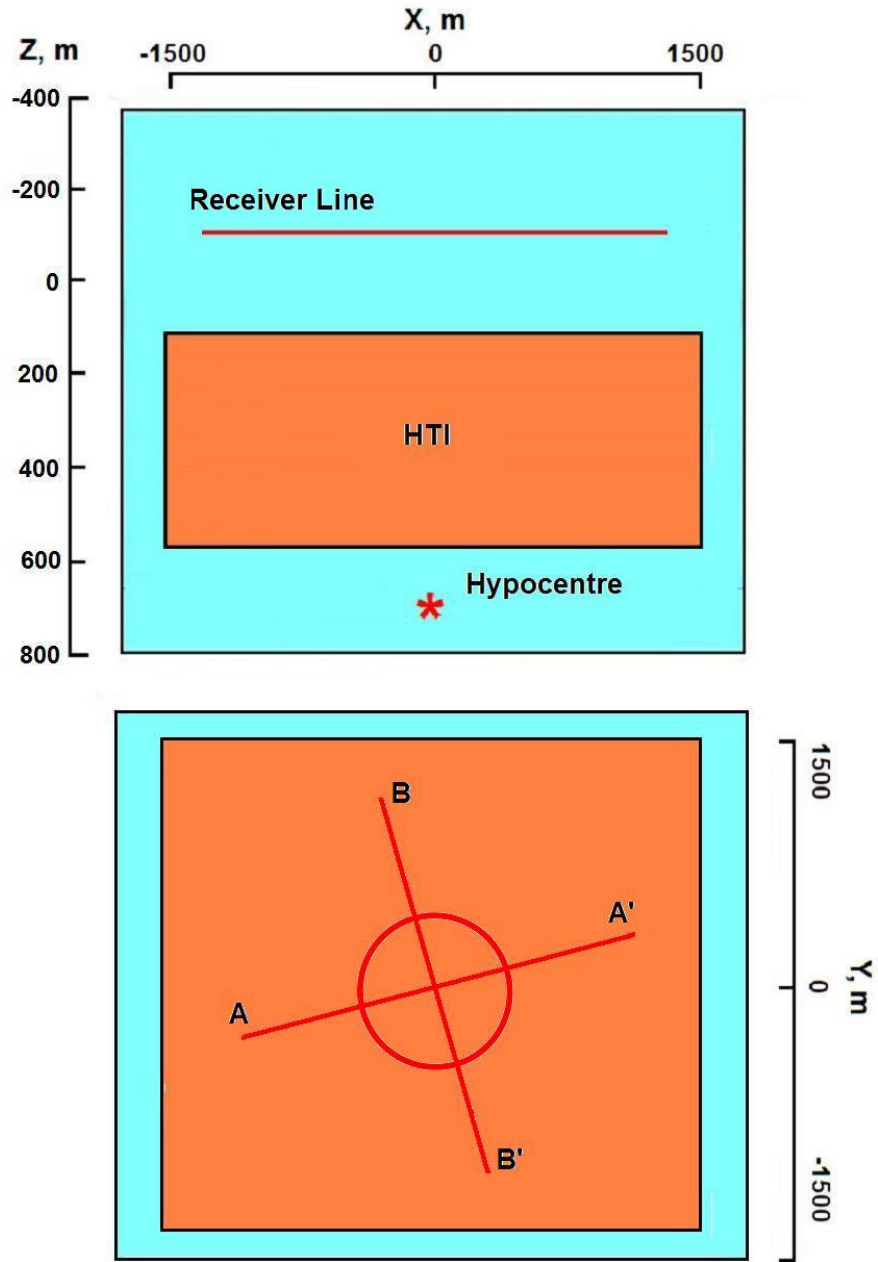 X, m
Z, m
-1500 0 1500
-400
-200
Receiver Line
0
200
HTI
400
600
Hypocentre
*
800
B
1500
A'
0
Y, m
A
B'
-1500